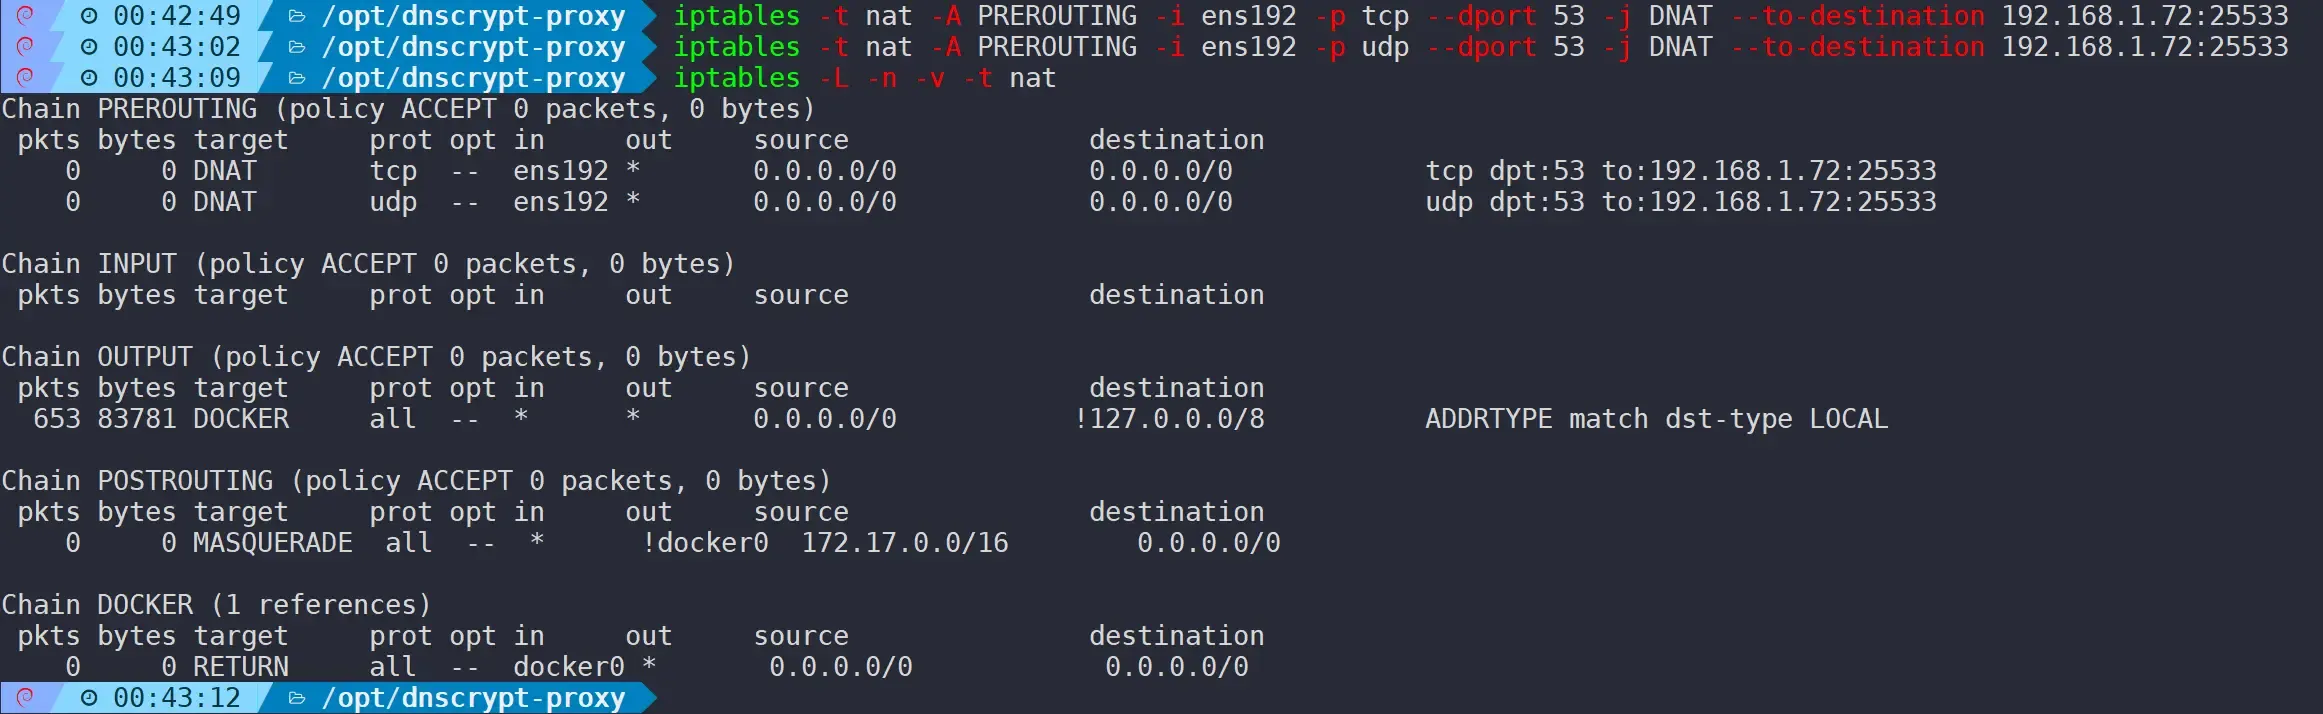 00:42:49 /opt/dnscrypt-proxy iptables -t nat -A PREROUTING -i ens192 -p tcp --dport 53 -j DNAT --to-destination 192.168.1.72:25533
00:43:02 /opt/dnscrypt-proxy iptables -t nat -A PREROUTING -i ens192 -p udp --dport 53 -j DNAT --to-destination 192.168.1.72:25533
00:43:09 /opt/dnscrypt-proxy iptables -L -n -v -t nat
Chain PREROUTING (policy ACCEPT 0 packets, 0 bytes)
 pkts bytes target     prot opt in     out     source               destination
    0     0 DNAT       tcp  --  ens192 *       0.0.0.0/0            0.0.0.0/0            tcp dpt:53 to:192.168.1.72:25533
    0     0 DNAT       udp  --  ens192 *       0.0.0.0/0            0.0.0.0/0            udp dpt:53 to:192.168.1.72:25533

Chain INPUT (policy ACCEPT 0 packets, 0 bytes)
 pkts bytes target     prot opt in     out     source               destination

Chain OUTPUT (policy ACCEPT 0 packets, 0 bytes)
 pkts bytes target     prot opt in     out     source               destination
  653 83781 DOCKER     all  --  *      *       0.0.0.0/0           !127.0.0.0/8          ADDRTYPE match dst-type LOCAL

Chain POSTROUTING (policy ACCEPT 0 packets, 0 bytes)
 pkts bytes target     prot opt in     out     source               destination
    0     0 MASQUERADE  all  --  *      !docker0  172.17.0.0/16        0.0.0.0/0

Chain DOCKER (1 references)
 pkts bytes target     prot opt in     out     source               destination
    0     0 RETURN     all  --  docker0 *       0.0.0.0/0            0.0.0.0/0
00:43:12 /opt/dnscrypt-proxy